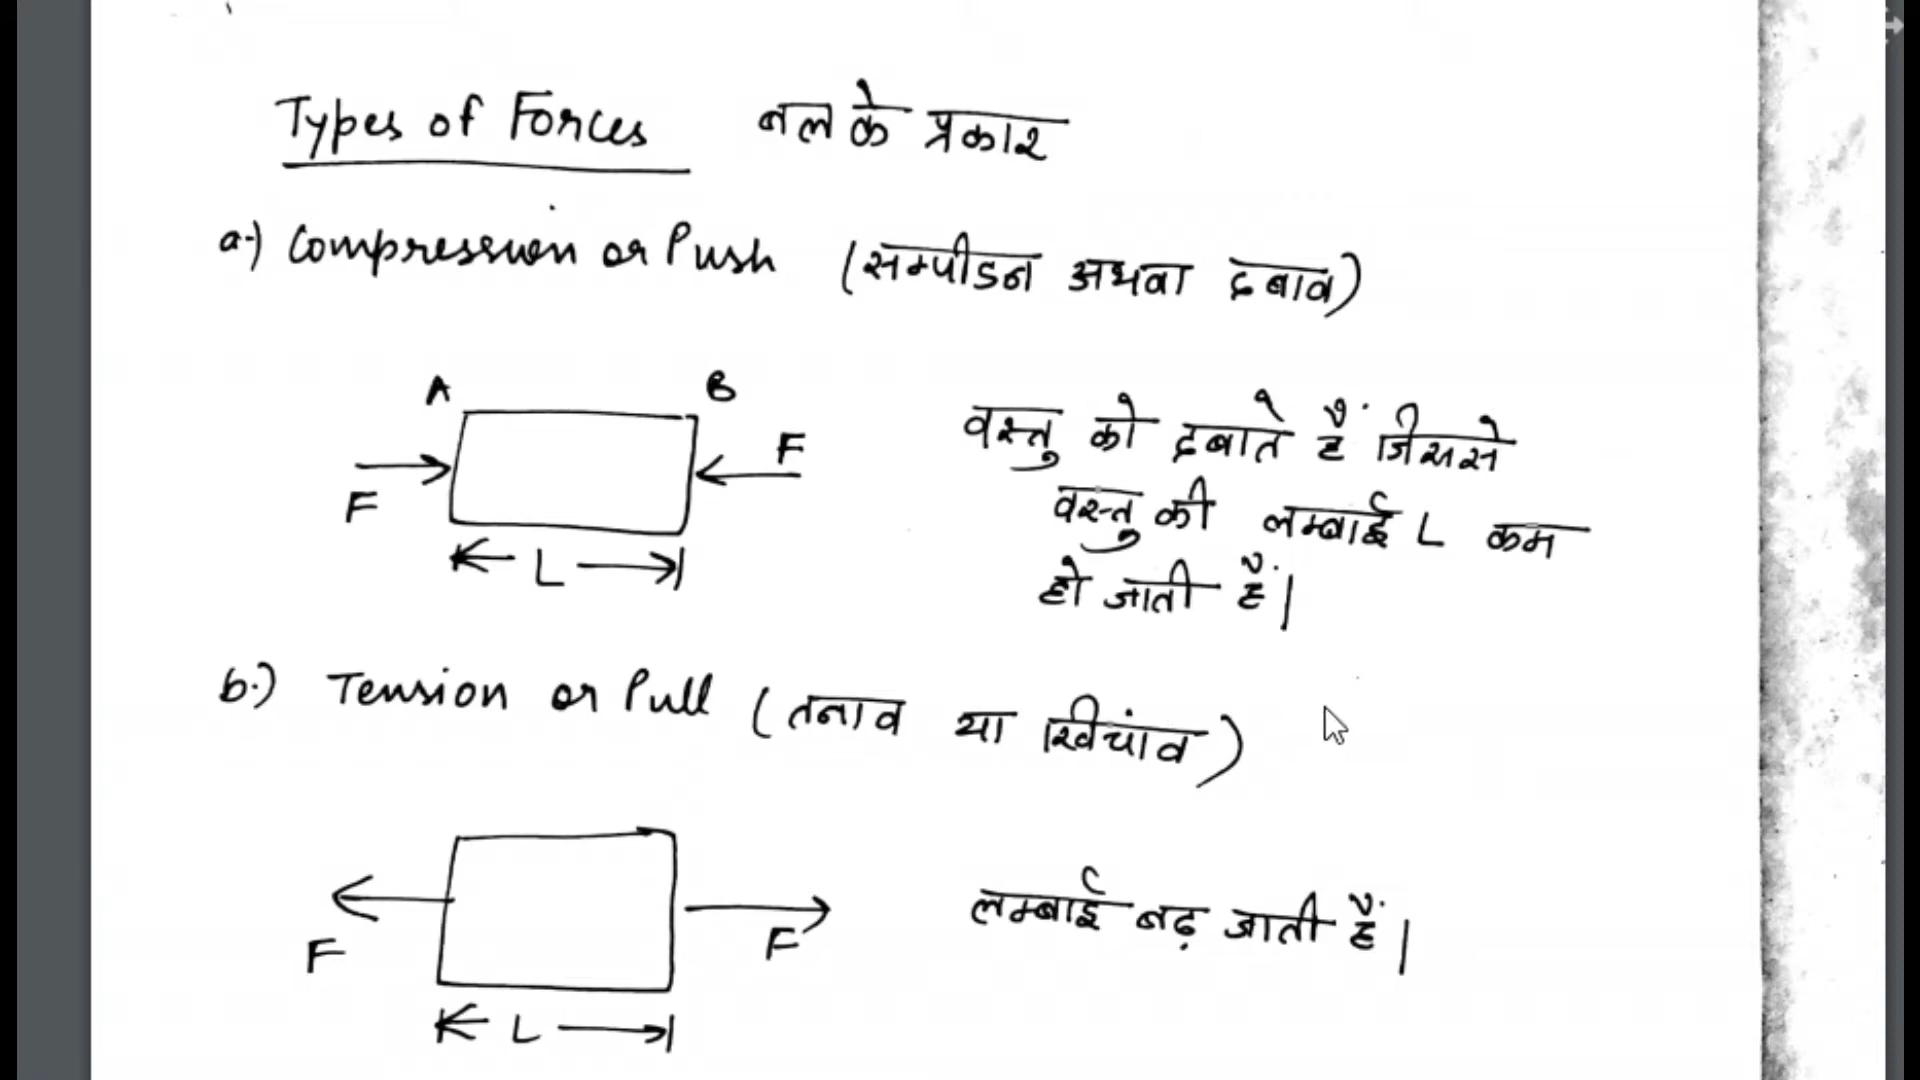 Types of Forces बल के प्रकार
a.) Compression or Push (सम्पीडन अथवा दबाव)
A B
F
F
L
वस्तु को दबाते हैं जिससे
वस्तु की लम्बाई L कम
हो जाती हैं।
b.) Tension or Pull (तनाव या खिंचांव)
F
F
L
लम्बाई बढ़ जाती हैं।